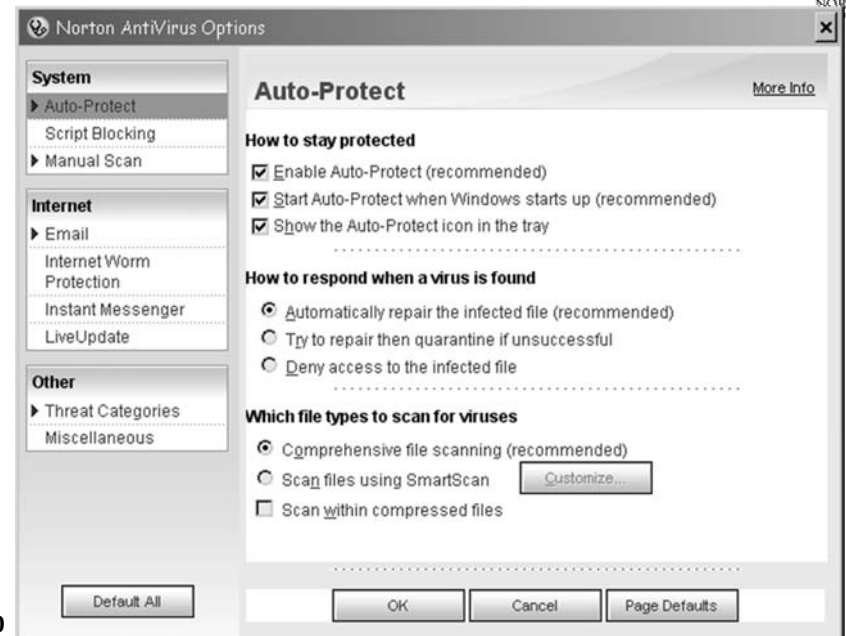 Norton AntiVirus Options
System
Auto-Protect
Script Blocking
Manual Scan
Internet
Email
Internet Worm
Protection
Instant Messenger
LiveUpdate
Other
Threat Categories
Miscellaneous
Default All
Auto-Protect
More Info
How to stay protected
Enable Auto-Protect (recommended)
Start Auto-Protect when Windows starts up (recommended)
Show the Auto-Protect icon in the tray
How to respond when a virus is found
Automatically repair the infected file (recommended)
Try to repair then quarantine if unsuccessful
Deny access to the infected file
Which file types to scan for viruses
Comprehensive file scanning (recommended)
Scan files using SmartScan
Customize...
Scan within compressed files
OK
Cancel
Page Defaults